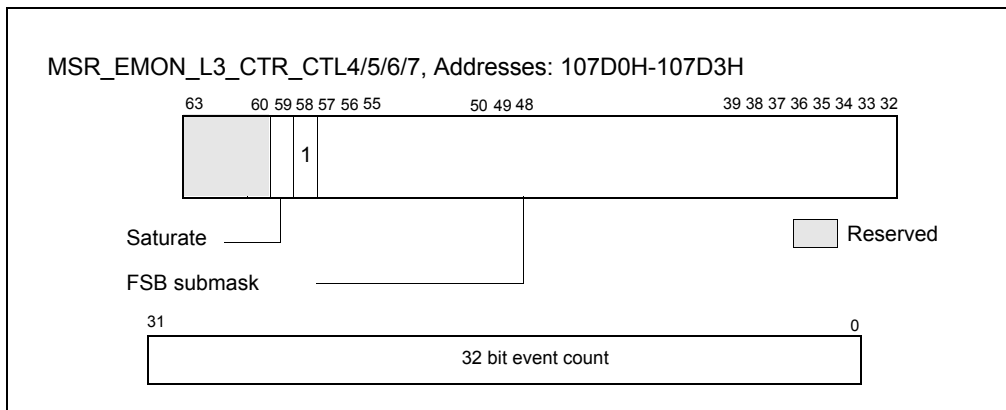 MSR_EMON_L3_CTR_CTL4/5/6/7, Addresses: 107D0H-107D3H
63 60 59 58 57 56 55 50 49 48 39 38 37 36 35 34 33 32
1
Saturate
Reserved
FSB submask
31 0
32 bit event count